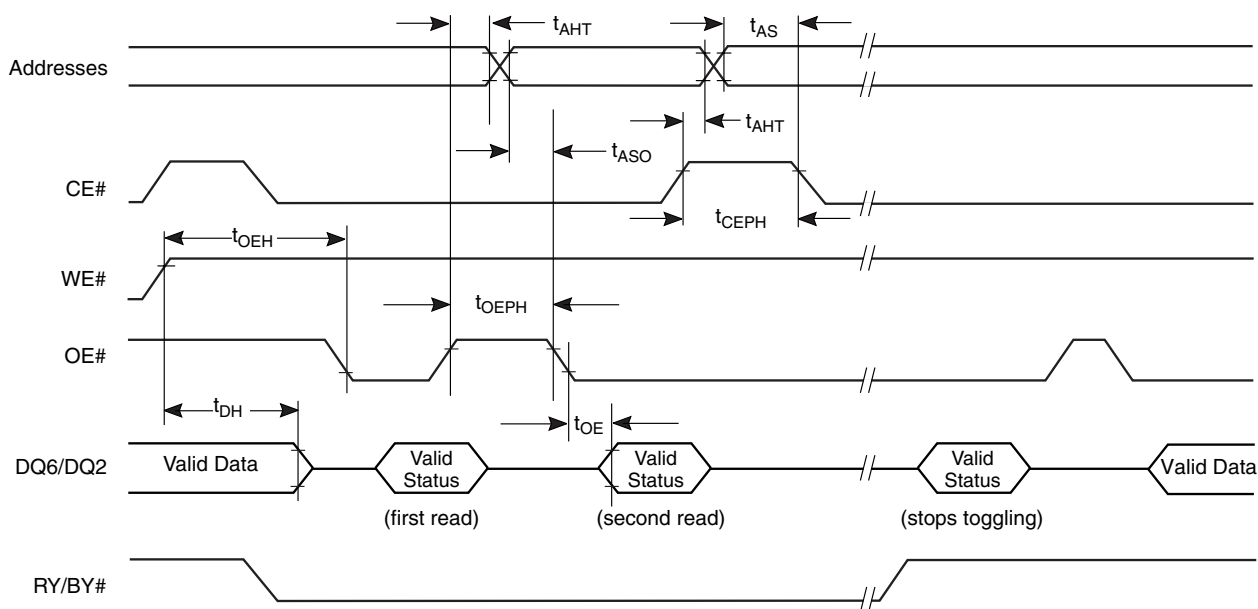 tAHT
tAS
Addresses
tAHT
tASO
CE#
tCEPH
tOEH
WE#
tOEPH
OE#
tDH
tOE
DQ6/DQ2
Valid Data
Valid
Status
Valid
Status
Valid
Status
Valid Data
(first read)
(second read)
(stops toggling)
RY/BY#